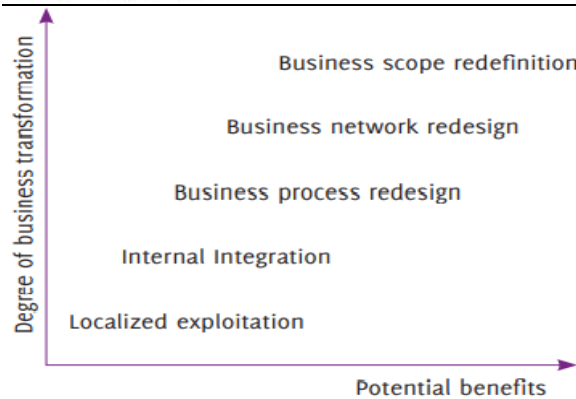 Degree of business transformation
Business scope redefinition
Business network redesign
Business process redesign
Internal Integration
Localized exploitation
Potential benefits